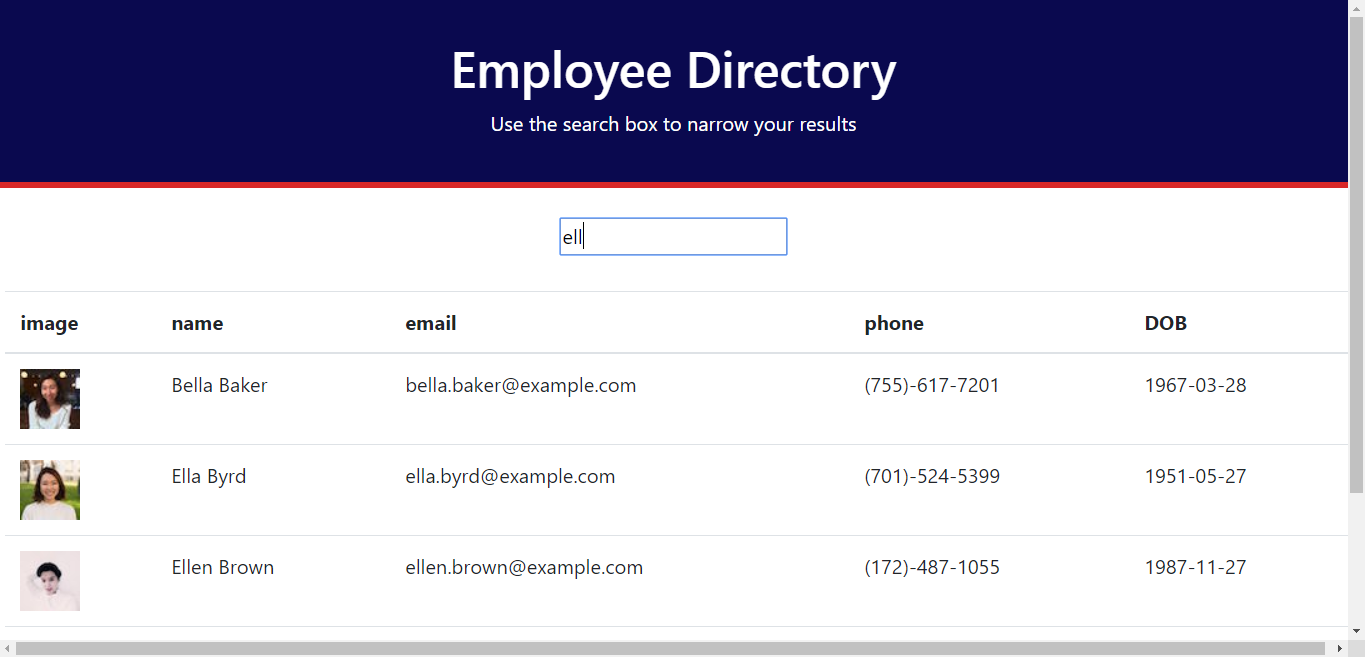 Employee Directory
Use the search box to narrow your results
ell
image name email phone DOB
Bella Baker bella.baker@example.com (755)-617-7201 1967-03-28
Ella Byrd ella.byrd@example.com (701)-524-5399 1951-05-27
Ellen Brown ellen.brown@example.com (172)-487-1055 1987-11-27